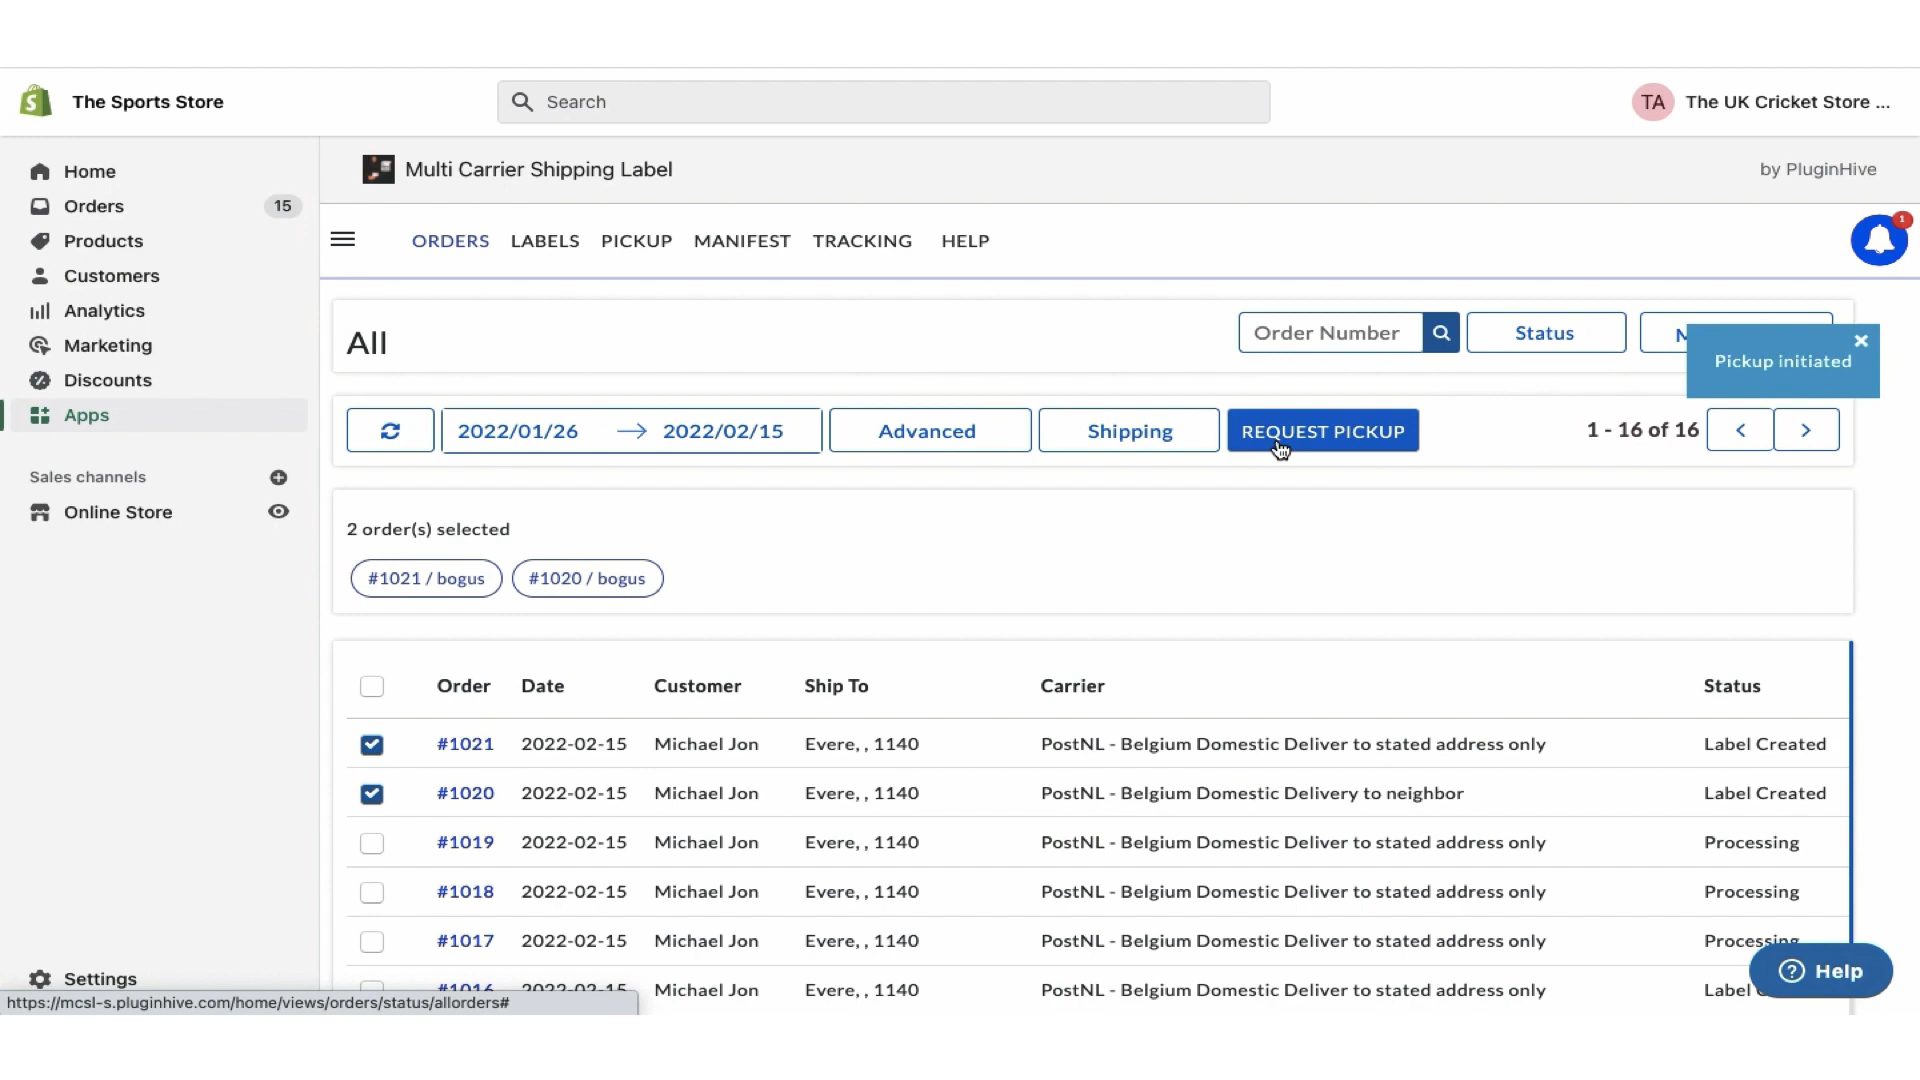 The Sports Store
Search
TA
The UK Cricket Store ...
Home
Orders 15
Products
Customers
Analytics
Marketing
Discounts
Apps
Sales channels
Online Store
Settings
https://mcsl-s.pluginhive.com/home/views/orders/status/allorders#
Multi Carrier Shipping Label
by PluginHive
ORDERS LABELS PICKUP MANIFEST TRACKING HELP
1
All
Order Number
Status
Pickup initiated
2022/01/26 2022/02/15
Advanced
Shipping
REQUEST PICKUP
1 - 16 of 16
2 order(s) selected
#1021 / bogus
#1020 / bogus
Order Date Customer Ship To Carrier Status
#1021 2022-02-15 Michael Jon Evere, , 1140 PostNL - Belgium Domestic Deliver to stated address only Label Created
#1020 2022-02-15 Michael Jon Evere, , 1140 PostNL - Belgium Domestic Delivery to neighbor Label Created
#1019 2022-02-15 Michael Jon Evere, , 1140 PostNL - Belgium Domestic Deliver to stated address only Processing
#1018 2022-02-15 Michael Jon Evere, , 1140 PostNL - Belgium Domestic Deliver to stated address only Processing
#1017 2022-02-15 Michael Jon Evere, , 1140 PostNL - Belgium Domestic Deliver to stated address only Processing
#1016 2022-02-15 Michael Jon Evere, , 1140 PostNL - Belgium Domestic Deliver to stated address only Label
Help